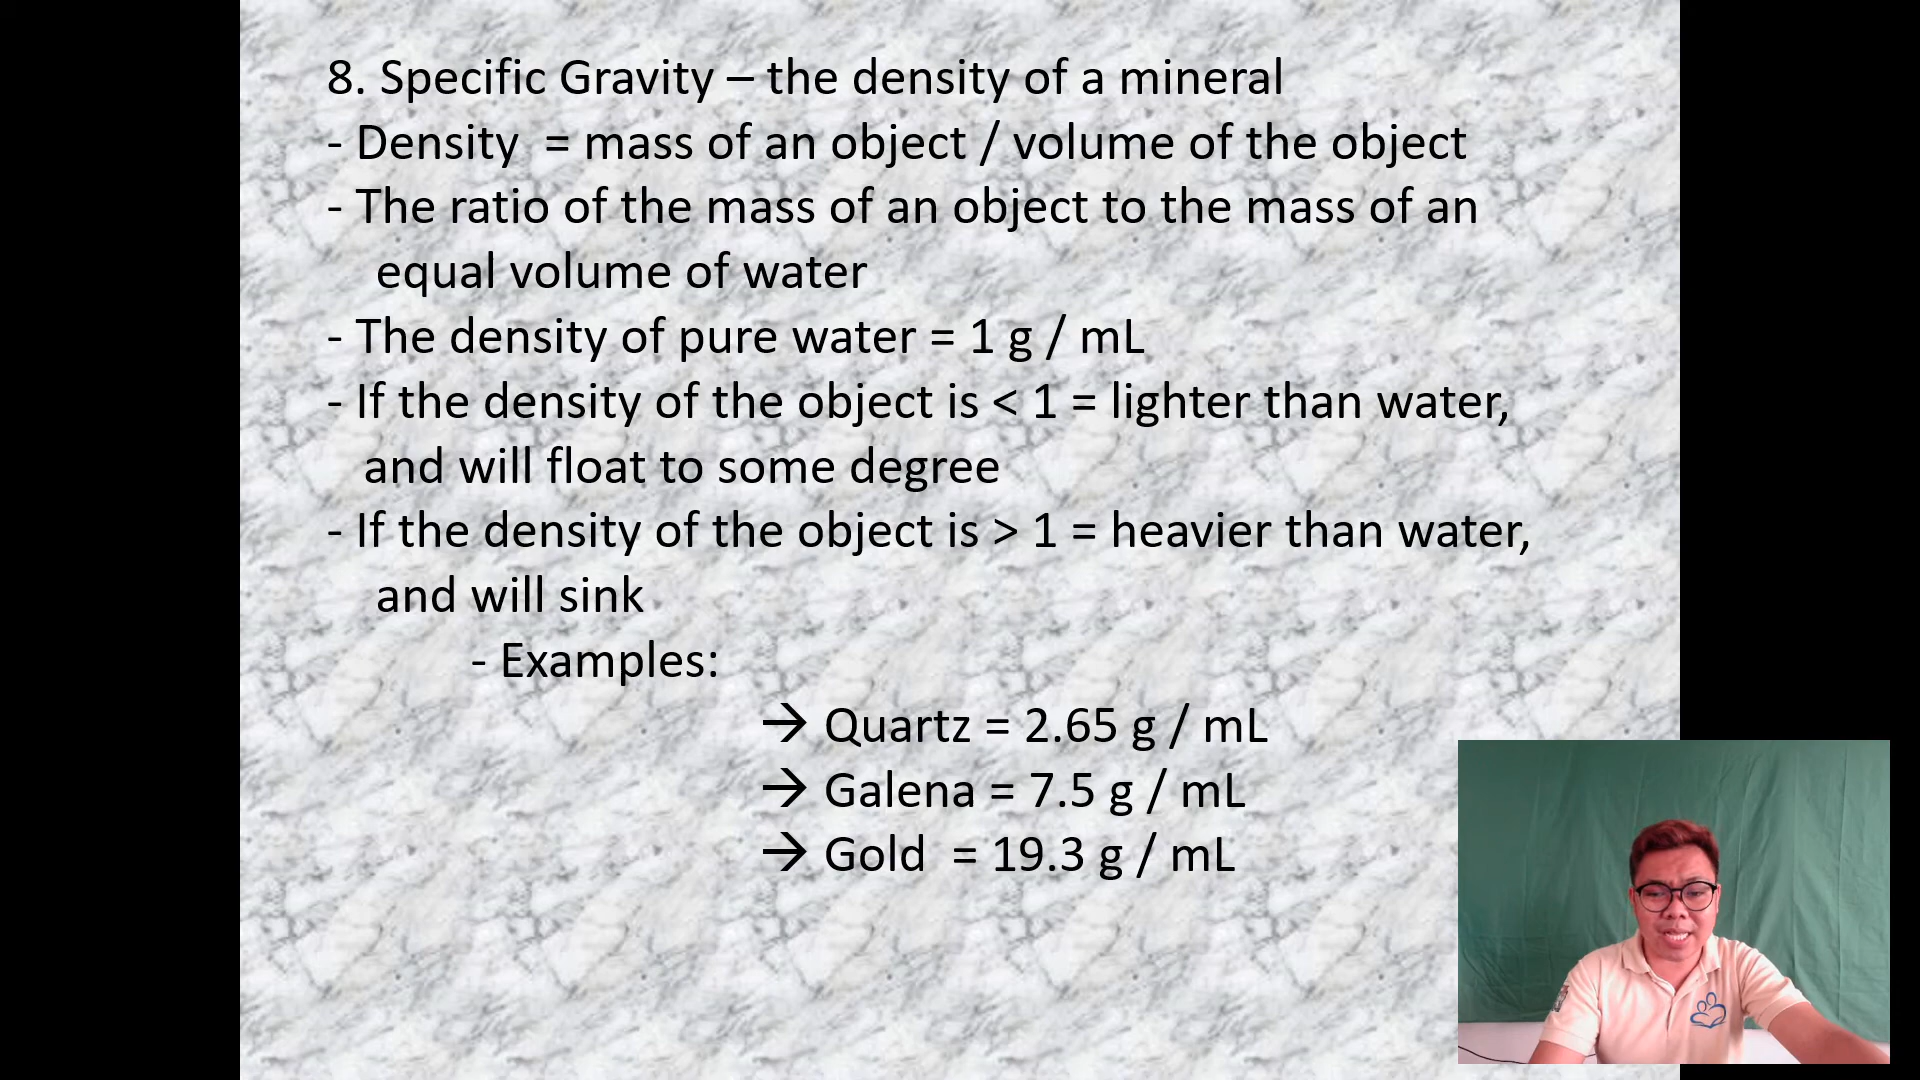 8. Specific Gravity – the density of a mineral
- Density = mass of an object / volume of the object
- The ratio of the mass of an object to the mass of an
equal volume of water
- The density of pure water = 1 g / mL
- If the density of the object is < 1 = lighter than water,
and will float to some degree
- If the density of the object is > 1 = heavier than water,
and will sink
- Examples:
→ Quartz = 2.65 g / mL
→ Galena = 7.5 g / mL
→ Gold = 19.3 g / mL